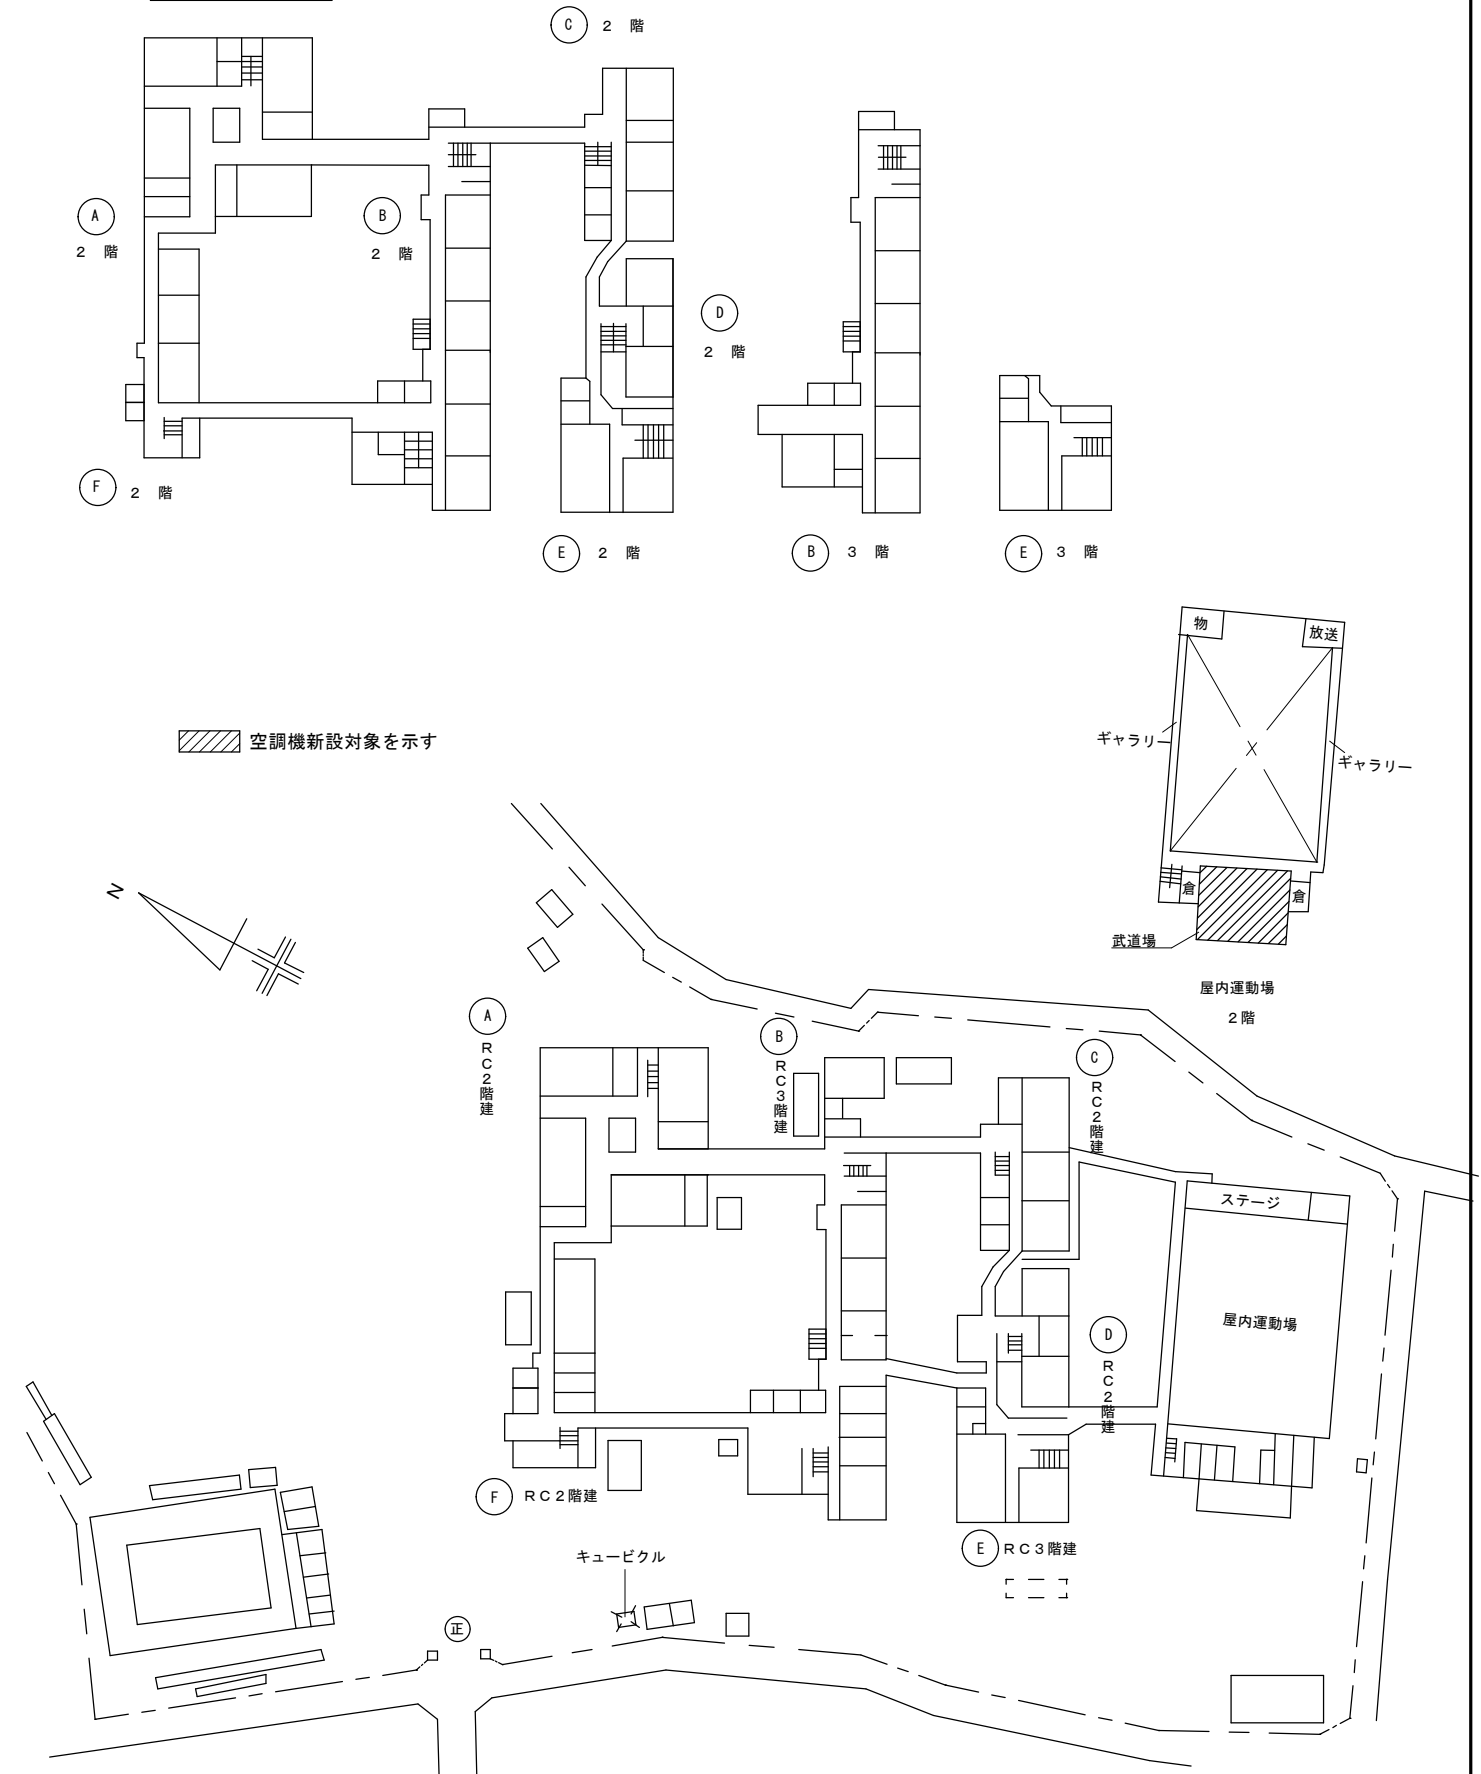 C ２ 階
A
２ 階
B
２ 階
D
２ 階
F ２ 階
E ２ 階
B ３ 階
E ３ 階
物
放送
空調機新設対象を示す
ギャラリー
ギャラリー
N
倉
倉
武道場
屋内運動場
２階
A
ＲＣ２階建
B
ＲＣ３階建
C
ＲＣ２階建
ステージ
屋内運動場
D
ＲＣ２階建
F ＲＣ２階建
E ＲＣ３階建
キュービクル
正